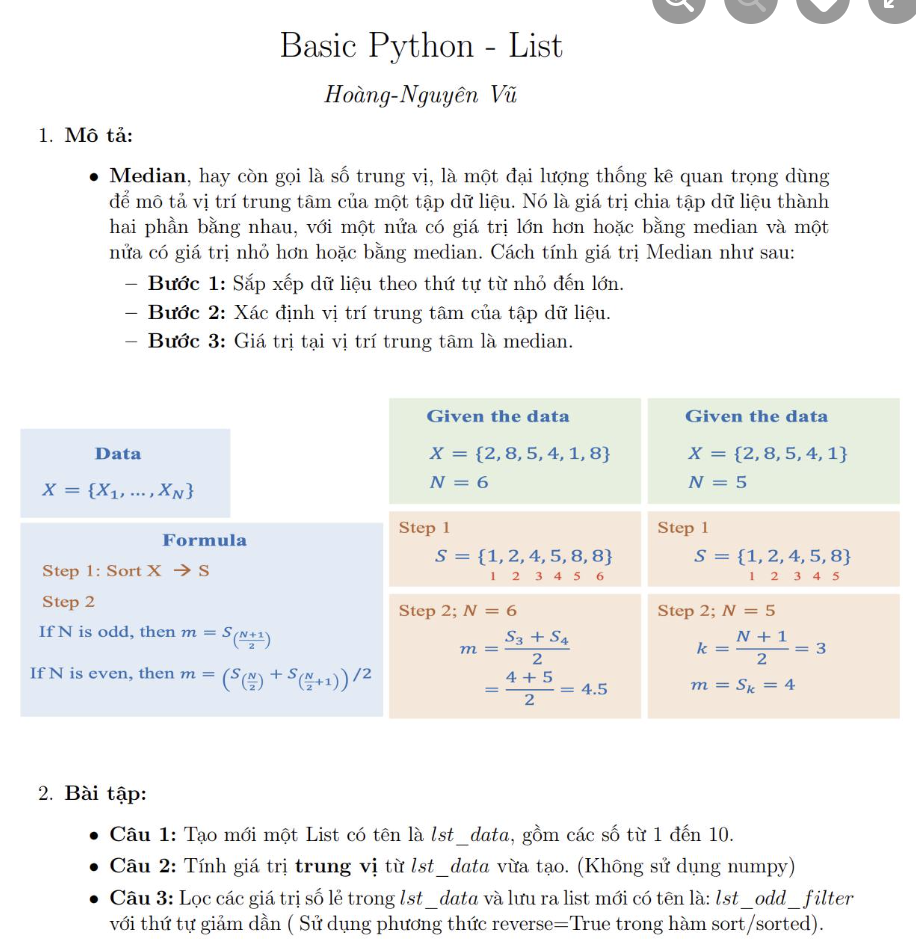 Basic Python - List
Hoàng-Nguyên Vũ
1. Mô tả:
• Median, hay còn gọi là số trung vị, là một đại lượng thống kê quan trọng dùng
để mô tả vị trí trung tâm của một tập dữ liệu. Nó là giá trị chia tập dữ liệu thành
hai phần bằng nhau, với một nửa có giá trị lớn hơn hoặc bằng median và một
nửa có giá trị nhỏ hơn hoặc bằng median. Cách tính giá trị Median như sau:
– Bước 1: Sắp xếp dữ liệu theo thứ tự từ nhỏ đến lớn.
– Bước 2: Xác định vị trí trung tâm của tập dữ liệu.
– Bước 3: Giá trị tại vị trí trung tâm là median.
Data
X = {X₁, ... , X_N}
Formula
Step 1: Sort X → S
Step 2
If N is odd, then m = S_((N+1)/2)
If N is even, then m = (S_(N/2) + S_(N/2+1))/2
Given the data
X = {2, 8, 5, 4, 1, 8}
N = 6
Step 1
S = {1, 2, 4, 5, 8, 8}
1 2 3 4 5 6
Step 2; N = 6
m = (S₃ + S₄)/2
= (4 + 5)/2 = 4.5
Given the data
X = {2, 8, 5, 4, 1}
N = 5
Step 1
S = {1, 2, 4, 5, 8}
1 2 3 4 5
Step 2; N = 5
k = (N + 1)/2 = 3
m = S_k = 4
2. Bài tập:
• Câu 1: Tạo mới một List có tên là lst_data, gồm các số từ 1 đến 10.
• Câu 2: Tính giá trị trung vị từ lst_data vừa tạo. (Không sử dụng numpy)
• Câu 3: Lọc các giá trị số lẻ trong lst_data và lưu ra list mới có tên là: lst_odd_filter
với thứ tự giảm dần ( Sử dụng phương thức reverse=True trong hàm sort/sorted).